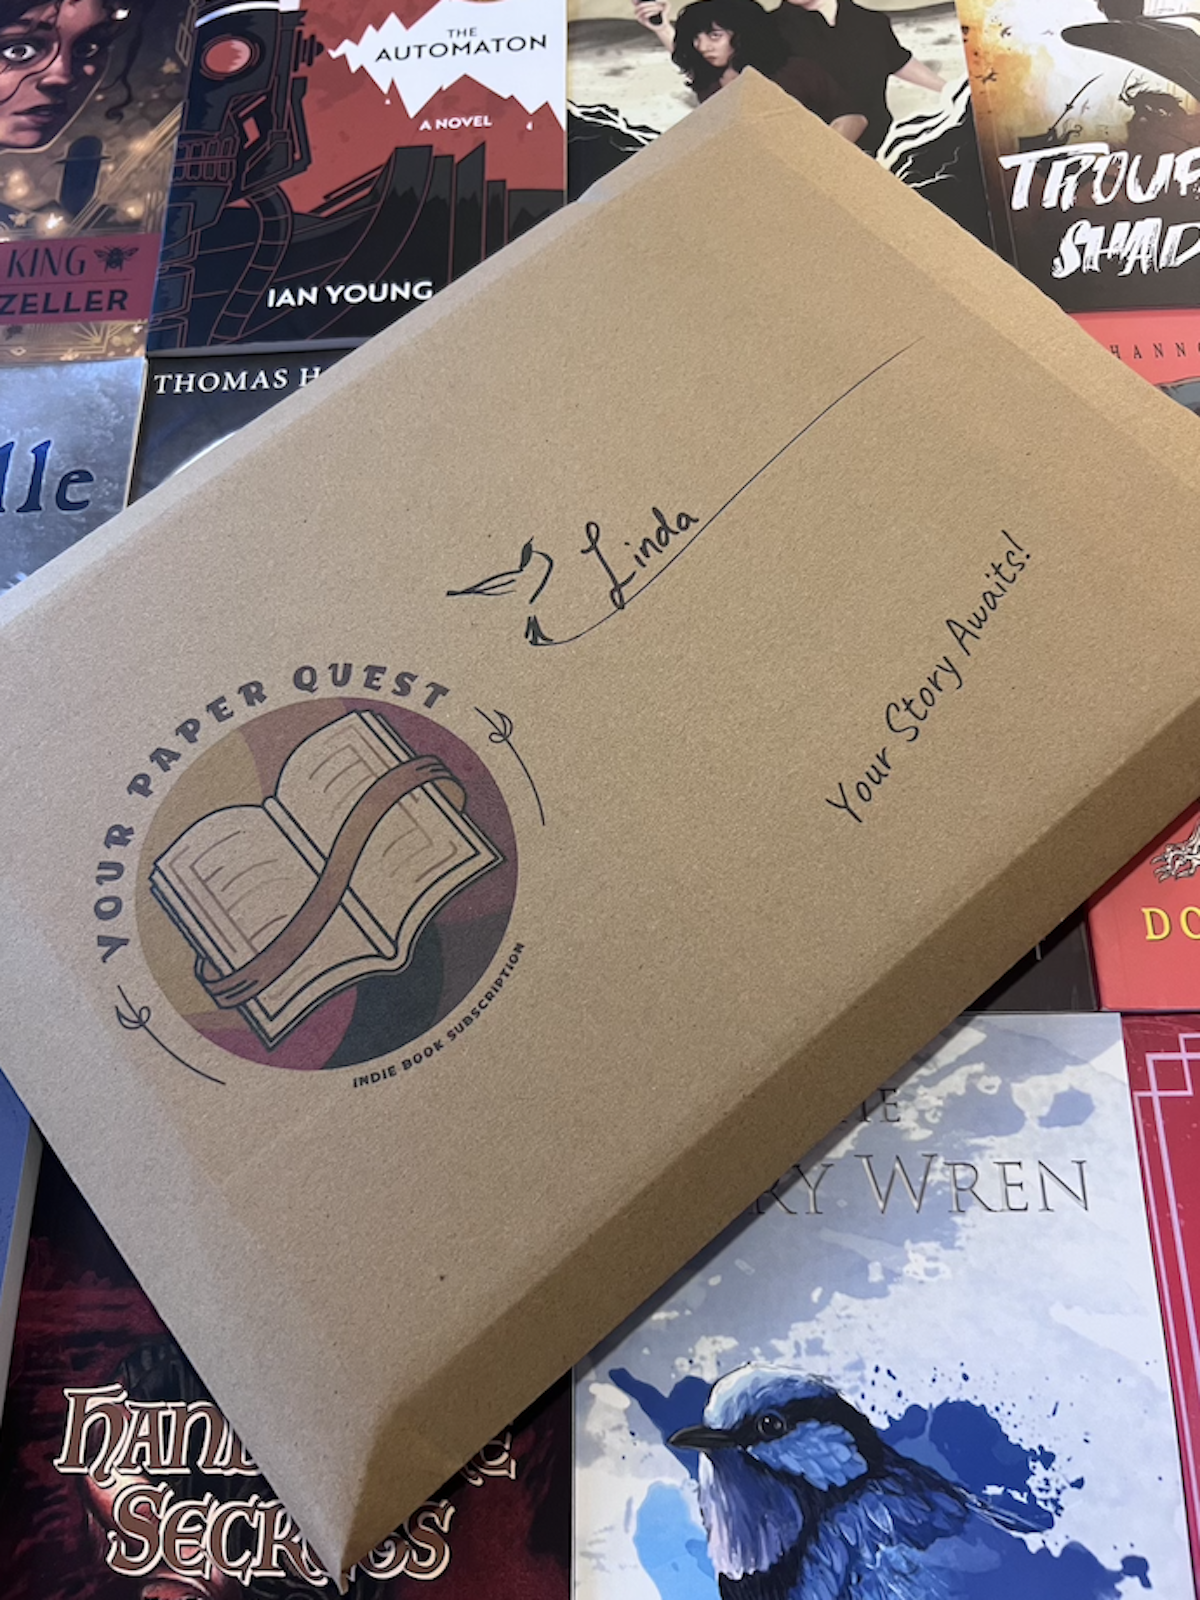 THE
AUTOMATON
A NOVEL
IAN YOUNG
KING
ZELLER
THOMAS
Linda
Your Story Awaits!
YOUR PAPER QUEST
INDIE BOOK SUBSCRIPTION
WREN